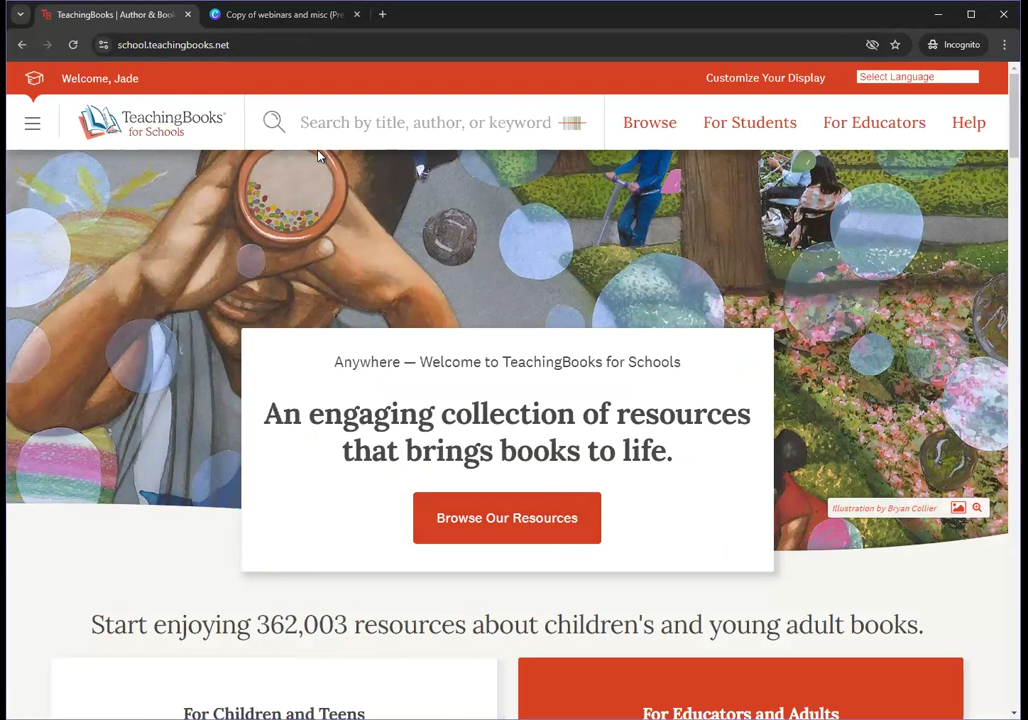 TeachingBooks | Author & Boo
Copy of webinars and misc (Pre
school.teachingbooks.net
Incognito
Welcome, Jade
Customize Your Display
Select Language
TeachingBooks®
for Schools
Search by title, author, or keyword
Browse
For Students
For Educators
Help
Anywhere — Welcome to TeachingBooks for Schools
An engaging collection of resources
that brings books to life.
Browse Our Resources
Illustration by Bryan Collier
Start enjoying 362,003 resources about children's and young adult books.
For Children and Teens
For Educators and Adults